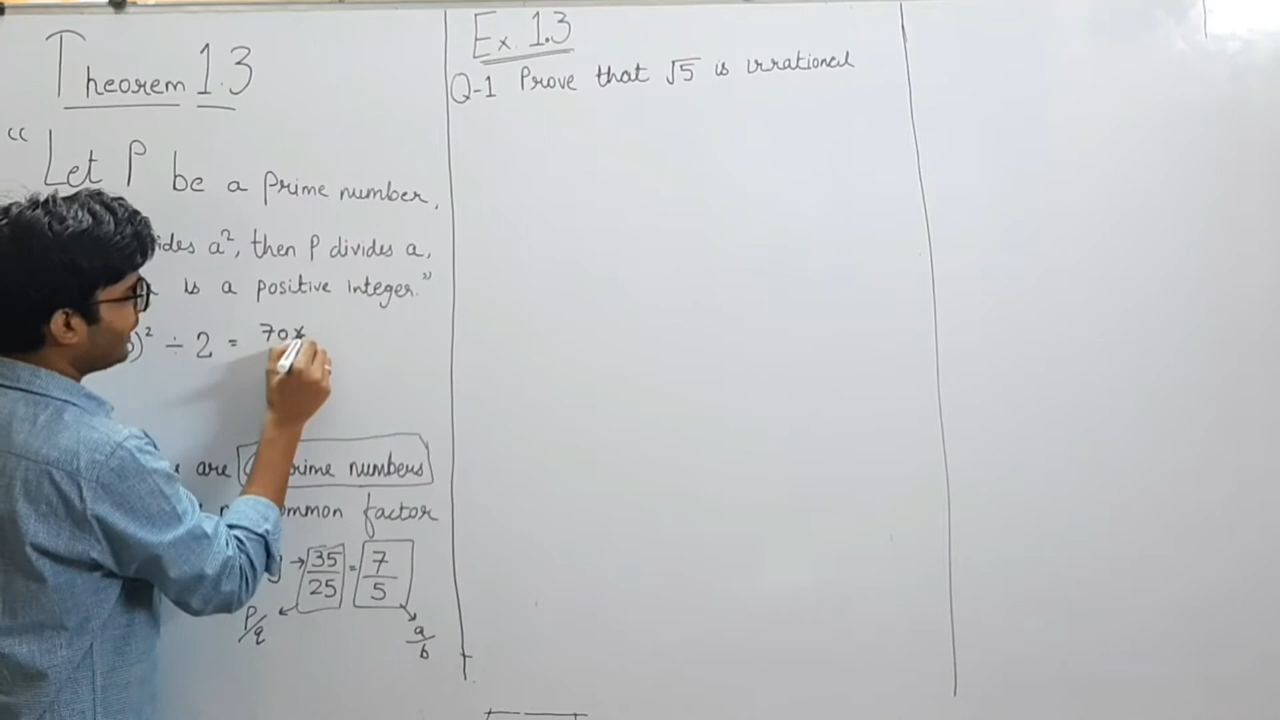 Theorem 1.3
“ Let P be a prime number,
ides a², then P divides a,
is a positive integer.”
)² ÷ 2 = 70×
are prime numbers
common factor
→ 35/25 = 7/5
P/q
a/b
Ex. 1.3
Q-1 Prove that √5 is irrational